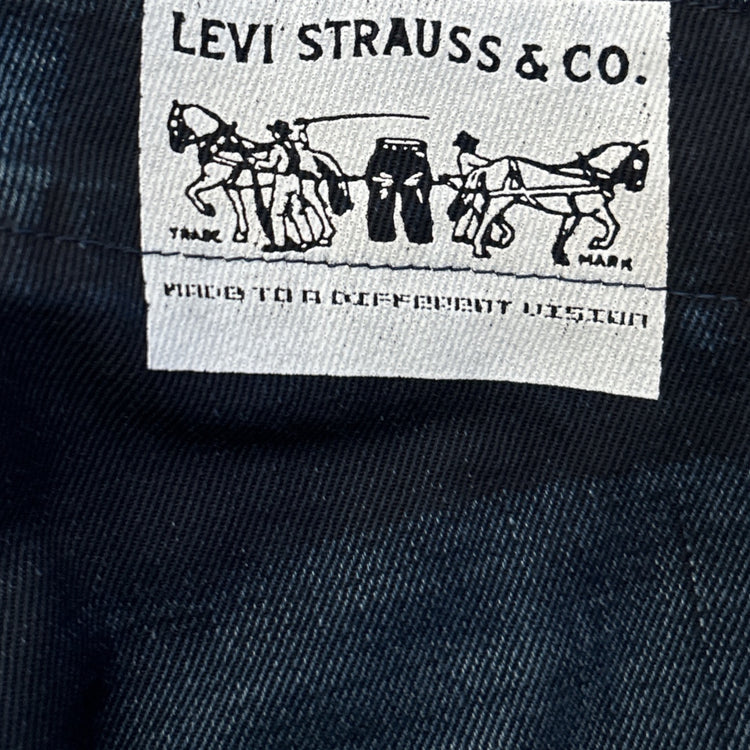 LEVI STRAUSS & CO.
TRADE MARK
MADE TO A DIFFERENT VISION